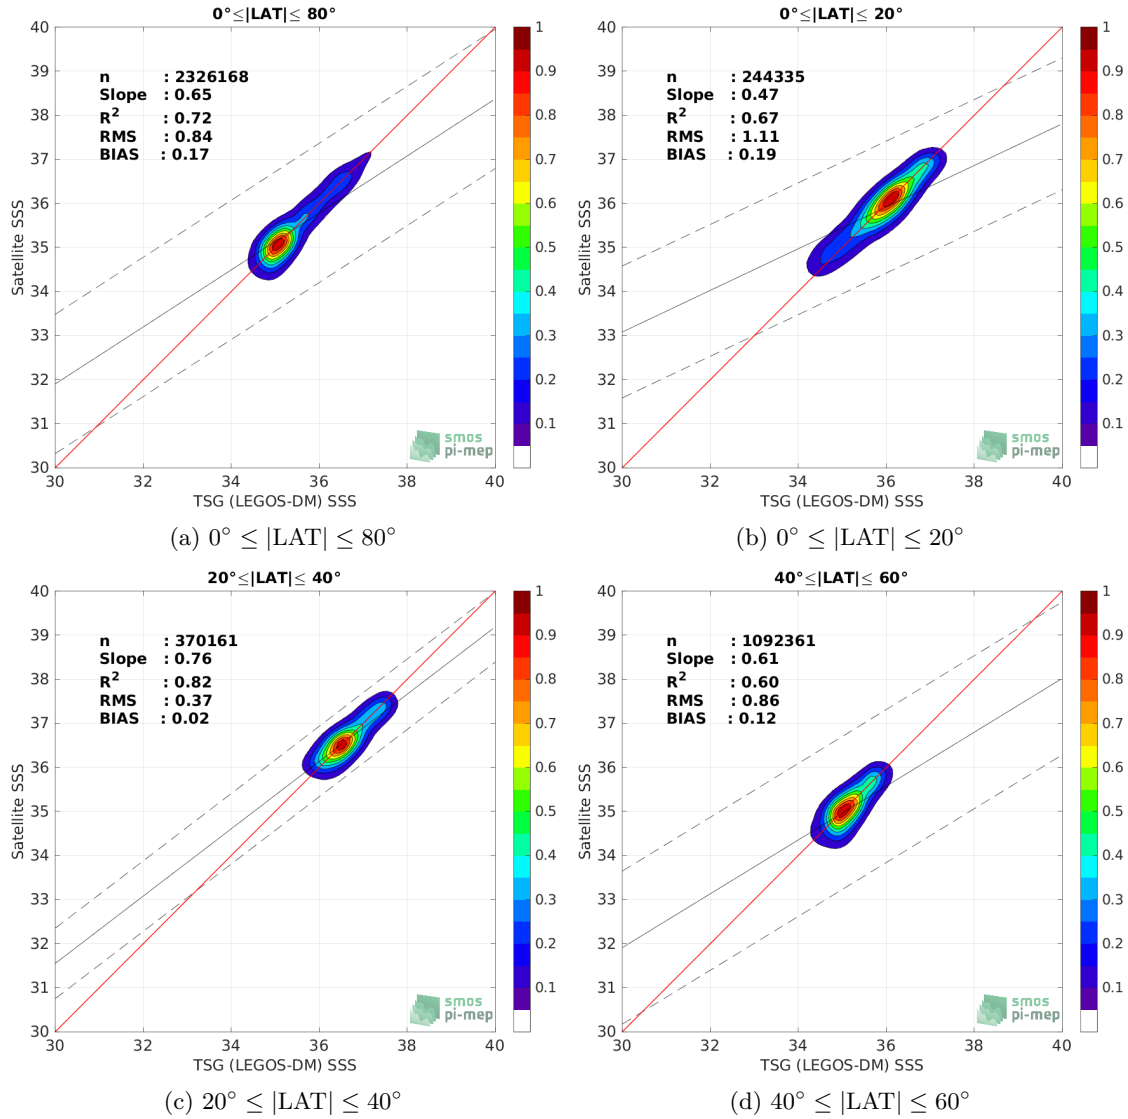 0°≤|LAT|≤ 80°
n : 2326168
Slope : 0.65
R² : 0.72
RMS : 0.84
BIAS : 0.17
40
39
38
37
36
35
34
33
32
31
30
Satellite SSS
30 32 34 36 38 40
TSG (LEGOS-DM) SSS
1
0.9
0.8
0.7
0.6
0.5
0.4
0.3
0.2
0.1
smos
pi-mep
(a) 0° ≤ |LAT| ≤ 80°
0°≤|LAT|≤ 20°
n : 244335
Slope : 0.47
R² : 0.67
RMS : 1.11
BIAS : 0.19
40
39
38
37
36
35
34
33
32
31
30
Satellite SSS
30 32 34 36 38 40
TSG (LEGOS-DM) SSS
1
0.9
0.8
0.7
0.6
0.5
0.4
0.3
0.2
0.1
smos
pi-mep
(b) 0° ≤ |LAT| ≤ 20°
20°≤|LAT|≤ 40°
n : 370161
Slope : 0.76
R² : 0.82
RMS : 0.37
BIAS : 0.02
40
39
38
37
36
35
34
33
32
31
30
Satellite SSS
30 32 34 36 38 40
TSG (LEGOS-DM) SSS
1
0.9
0.8
0.7
0.6
0.5
0.4
0.3
0.2
0.1
smos
pi-mep
(c) 20° ≤ |LAT| ≤ 40°
40°≤|LAT|≤ 60°
n : 1092361
Slope : 0.61
R² : 0.60
RMS : 0.86
BIAS : 0.12
40
39
38
37
36
35
34
33
32
31
30
Satellite SSS
30 32 34 36 38 40
TSG (LEGOS-DM) SSS
1
0.9
0.8
0.7
0.6
0.5
0.4
0.3
0.2
0.1
smos
pi-mep
(d) 40° ≤ |LAT| ≤ 60°